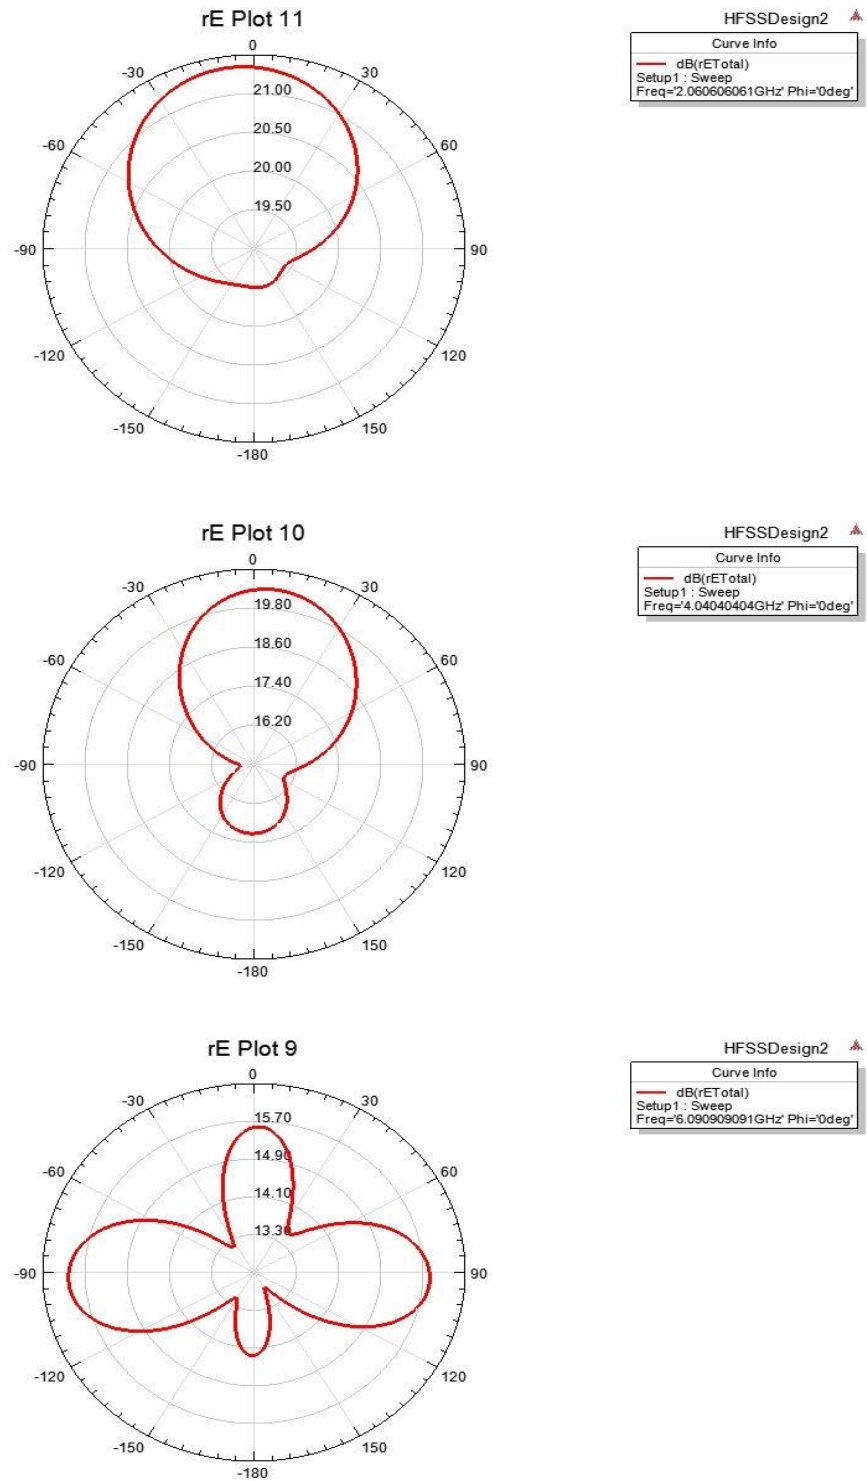 rE Plot 11
HFSSDesign2
Curve Info
dB(rETotal)
Setup1 : Sweep
Freq='2.060606061GHz' Phi='0deg'
0
-30
30
21.00
-60
60
20.50
20.00
19.50
-90
90
-120
120
-150
150
-180
rE Plot 10
HFSSDesign2
Curve Info
dB(rETotal)
Setup1 : Sweep
Freq='4.04040404GHz' Phi='0deg'
0
-30
30
19.80
18.60
-60
60
17.40
16.20
-90
90
-120
120
-150
150
-180
rE Plot 9
HFSSDesign2
Curve Info
dB(rETotal)
Setup1 : Sweep
Freq='6.090909091GHz' Phi='0deg'
0
-30
30
15.70
14.90
-60
60
14.10
13.30
-90
90
-120
120
-150
150
-180